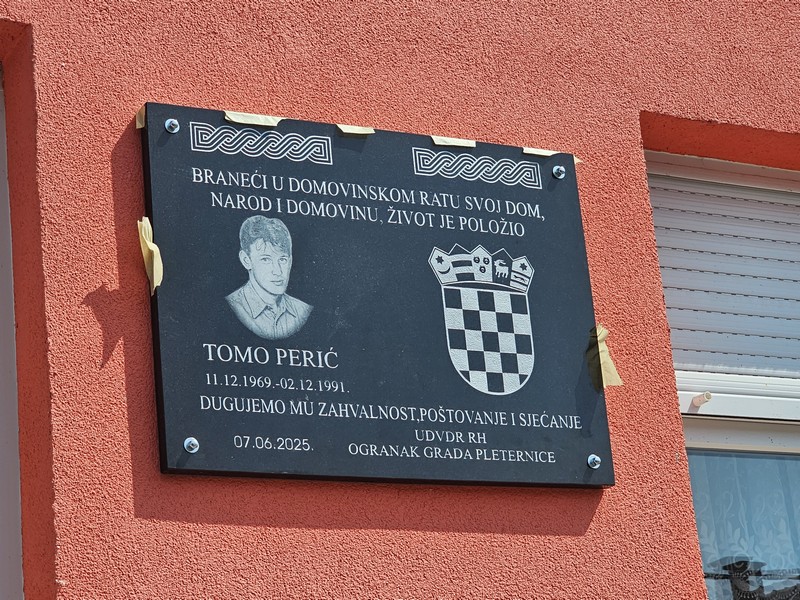 BRANEĆI U DOMOVINSKOM RATU SVOJ DOM,
NAROD I DOMOVINU, ŽIVOT JE POLOŽIO
TOMO PERIĆ
11.12.1969.-02.12.1991.
DUGUJEMO MU ZAHVALNOST,POŠTOVANJE I SJEĆANJE
07.06.2025.
UDVDR RH
OGRANAK GRADA PLETERNICE